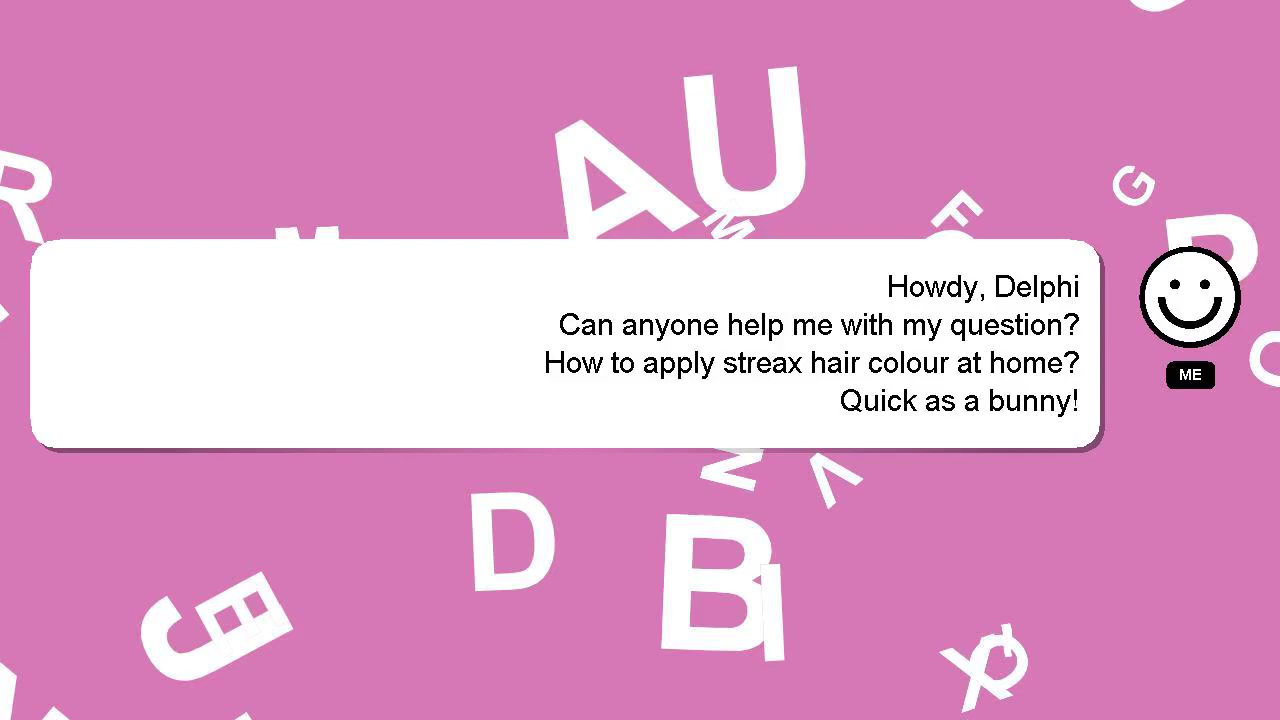 Howdy, Delphi
Can anyone help me with my question?
How to apply streax hair colour at home?
Quick as a bunny!
ME
A
U
R
M
M
F
G
D
B
I
J
E
X